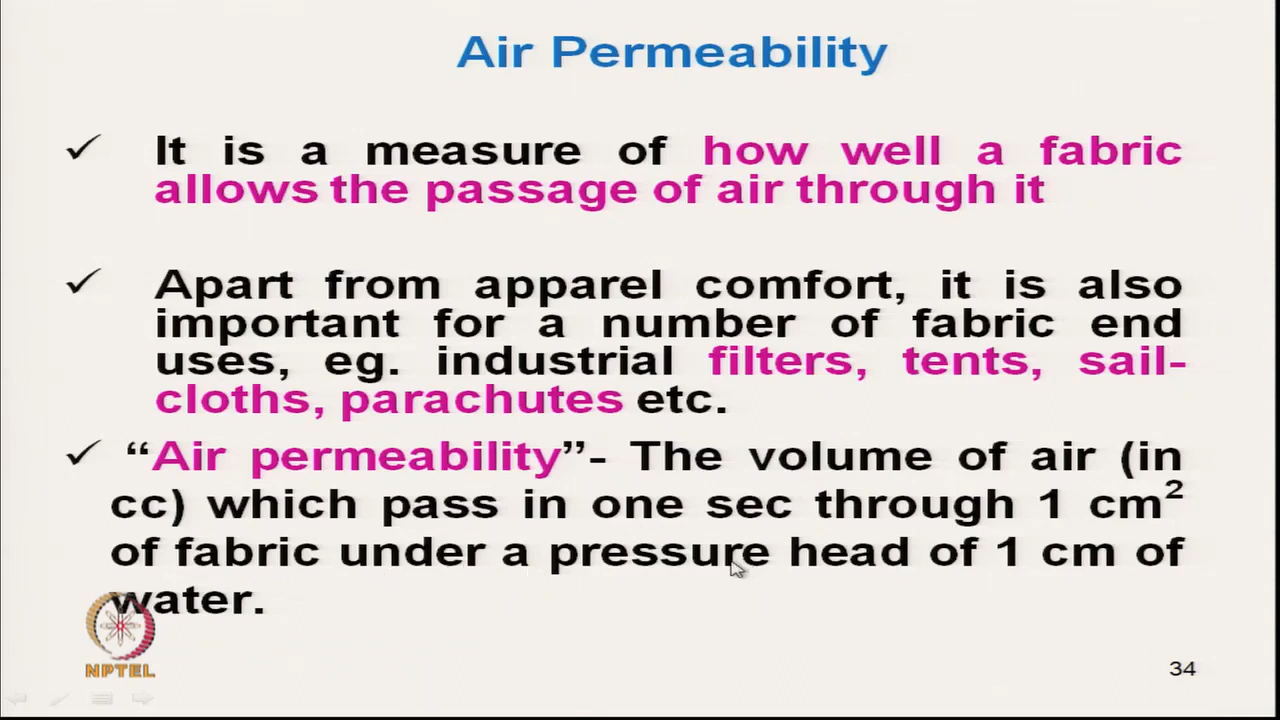 Air Permeability
✓ It is a measure of how well a fabric
allows the passage of air through it
✓ Apart from apparel comfort, it is also
important for a number of fabric end
uses, eg. industrial filters, tents, sail-
cloths, parachutes etc.
✓ “Air permeability”- The volume of air (in
cc) which pass in one sec through 1 cm²
of fabric under a pressure head of 1 cm of
water.
NPTEL
34